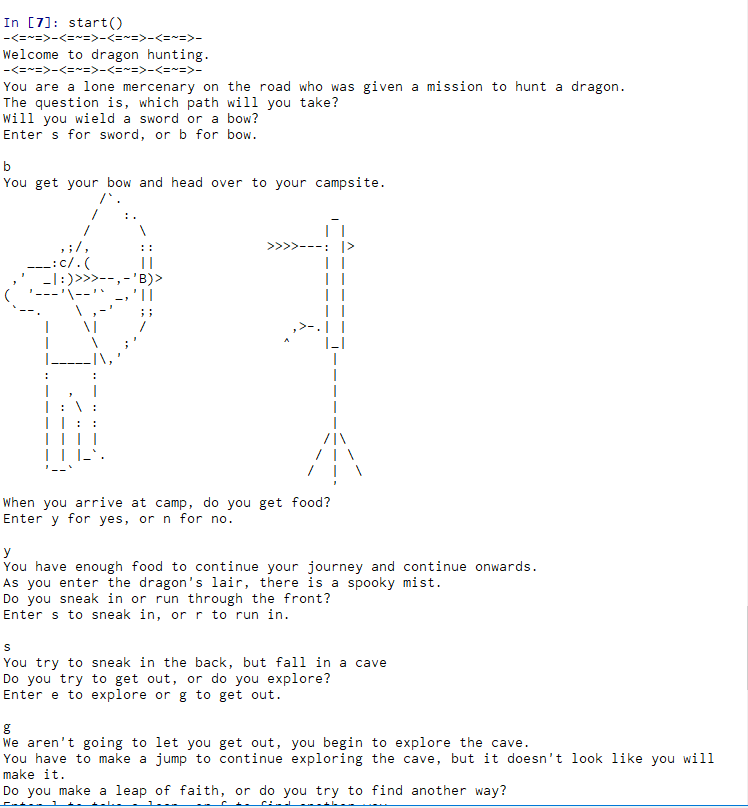 In [7]: start()
-<=~=>-<=~=>-<=~=>-<=~=>-
Welcome to dragon hunting.
-<=~=>-<=~=>-<=~=>-<=~=>-
You are a lone mercenary on the road who was given a mission to hunt a dragon.
The question is, which path will you take?
Will you wield a sword or a bow?
Enter s for sword, or b for bow.
b
You get your bow and head over to your campsite.
When you arrive at camp, do you get food?
Enter y for yes, or n for no.
y
You have enough food to continue your journey and continue onwards.
As you enter the dragon's lair, there is a spooky mist.
Do you sneak in or run through the front?
Enter s to sneak in, or r to run in.
s
You try to sneak in the back, but fall in a cave
Do you try to get out, or do you explore?
Enter e to explore or g to get out.
g
We aren't going to let you get out, you begin to explore the cave.
You have to make a jump to continue exploring the cave, but it doesn't look like you will
make it.
Do you make a leap of faith, or do you try to find another way?